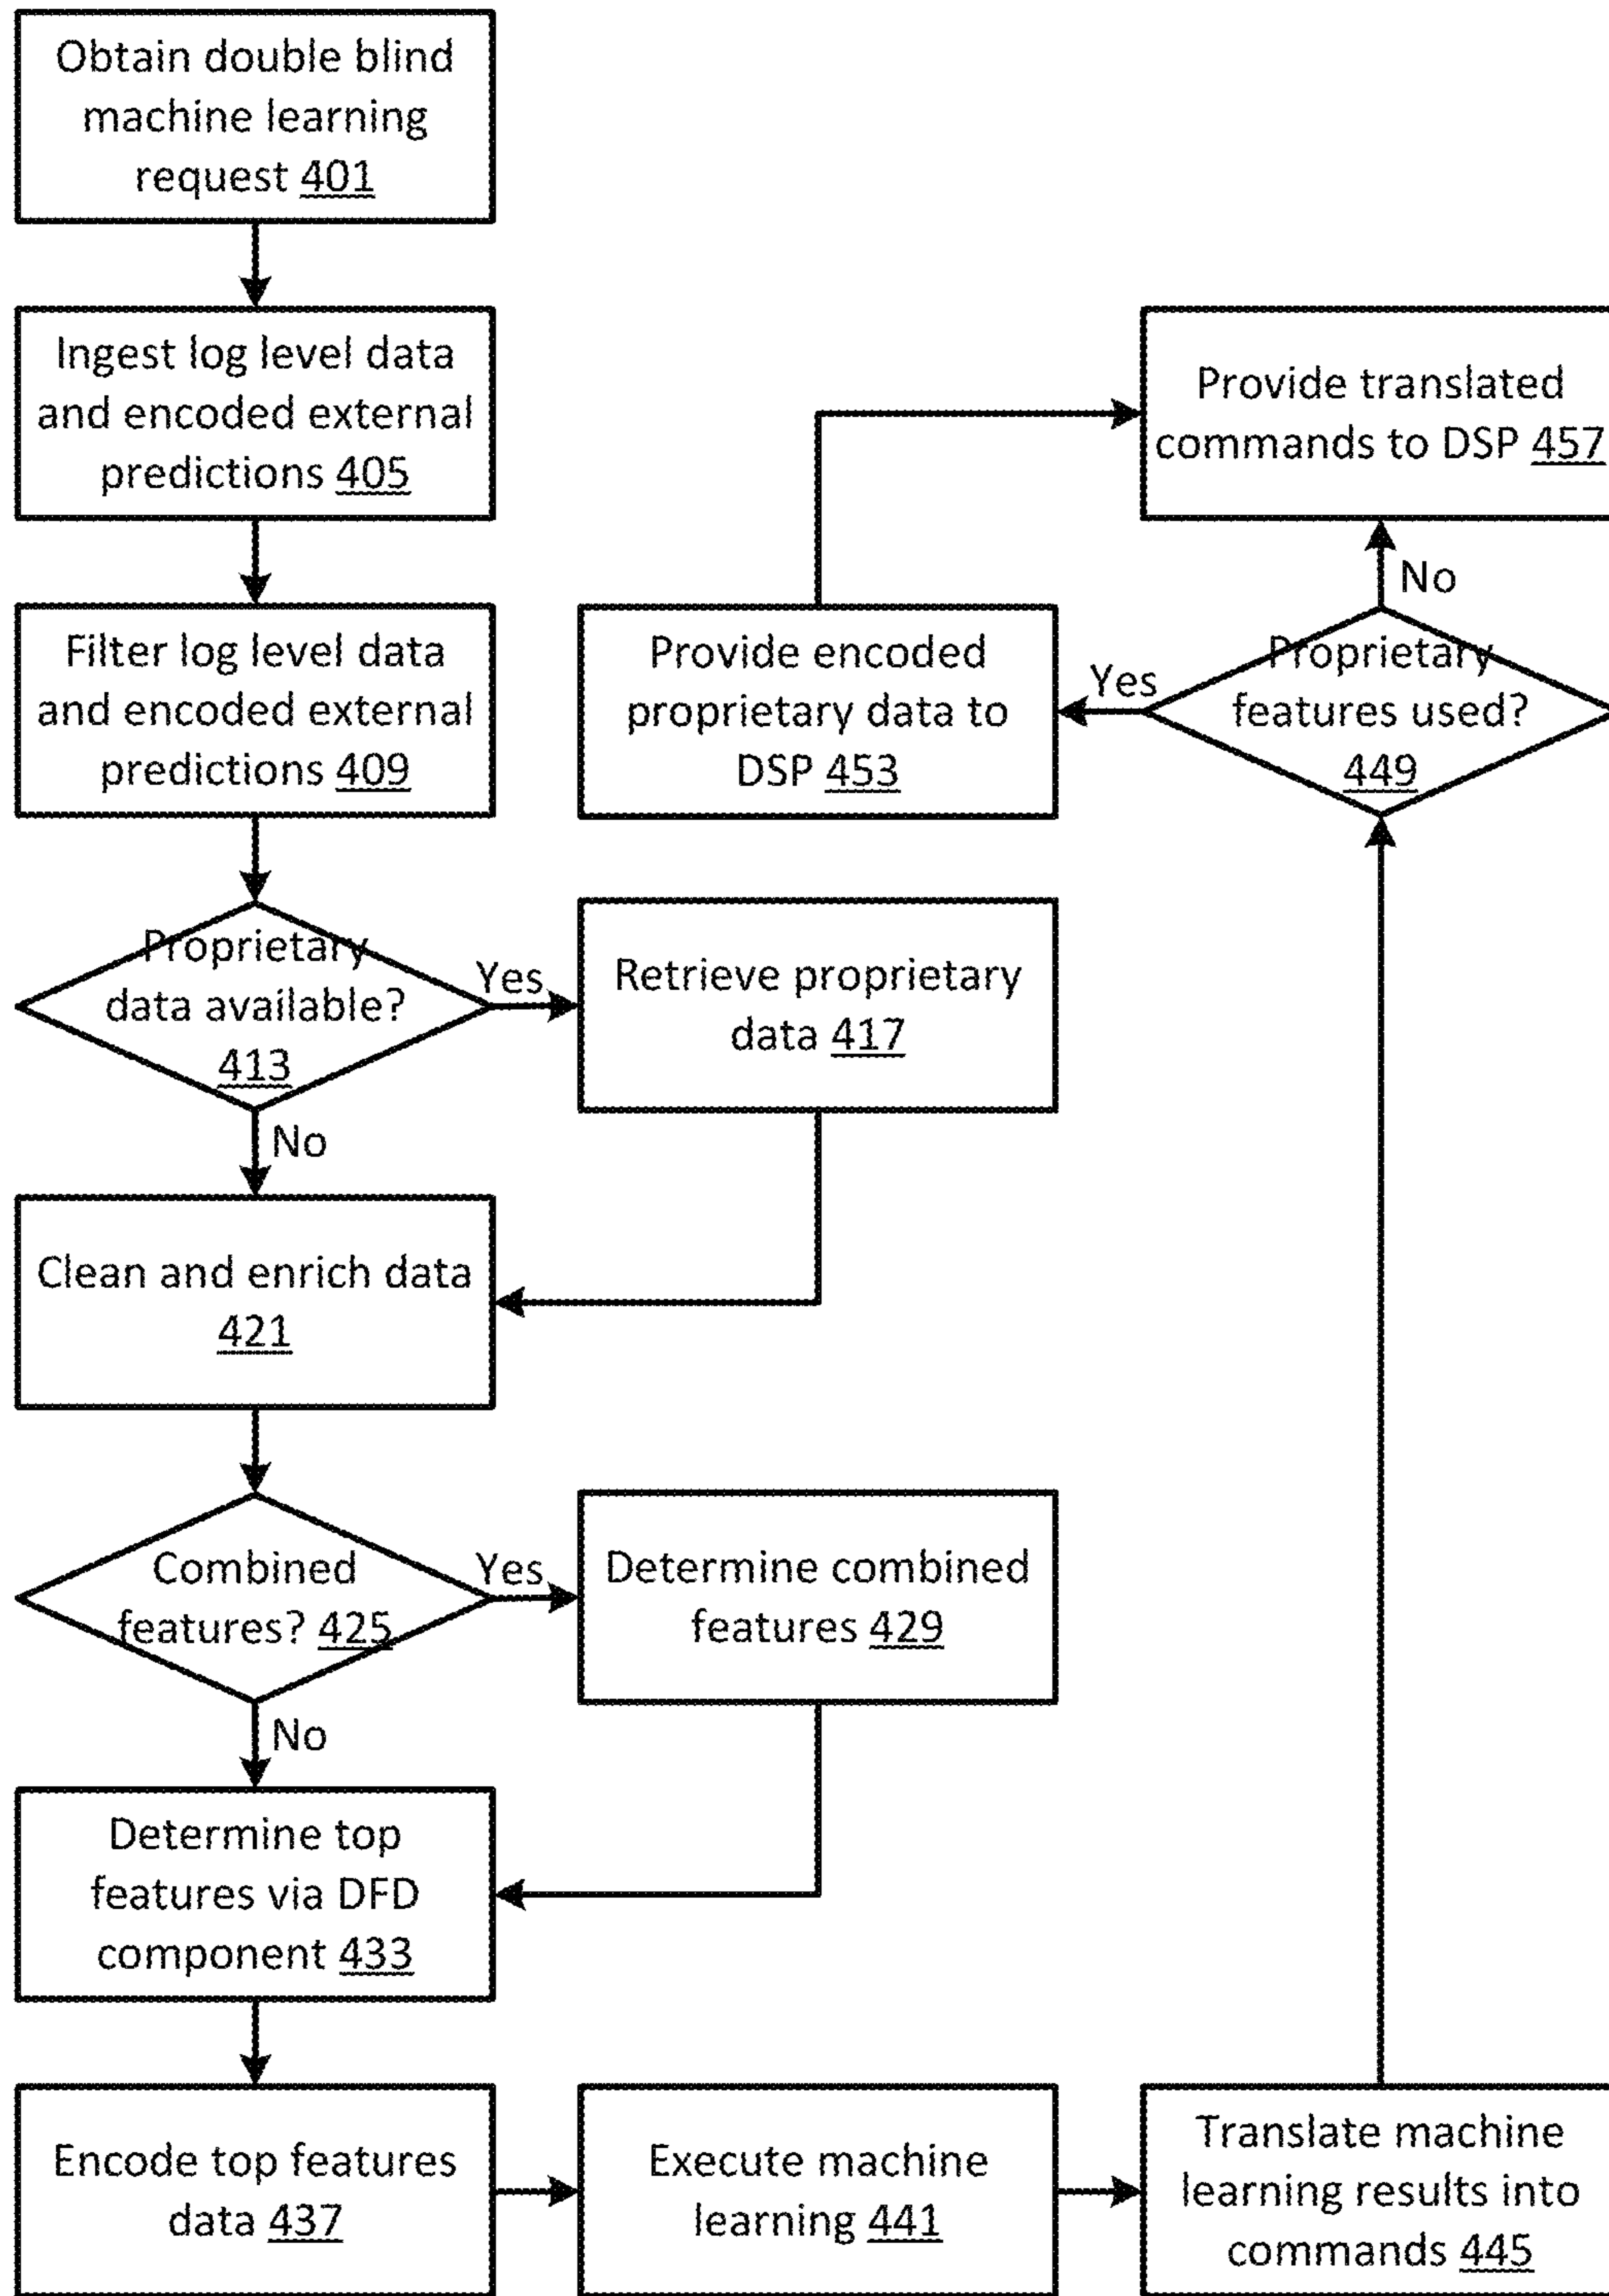 Obtain double blind
machine learning
request 401
Ingest log level data
and encoded external
predictions 405
Provide translated
commands to DSP 457
No
Filter log level data
and encoded external
predictions 409
Provide encoded
proprietary data to
DSP 453
Yes
Proprietary
features used?
449
Proprietary
data available?
413
Yes
Retrieve proprietary
data 417
No
Clean and enrich data
421
Combined
features? 425
Yes
Determine combined
features 429
No
Determine top
features via DFD
component 433
Encode top features
data 437
Execute machine
learning 441
Translate machine
learning results into
commands 445